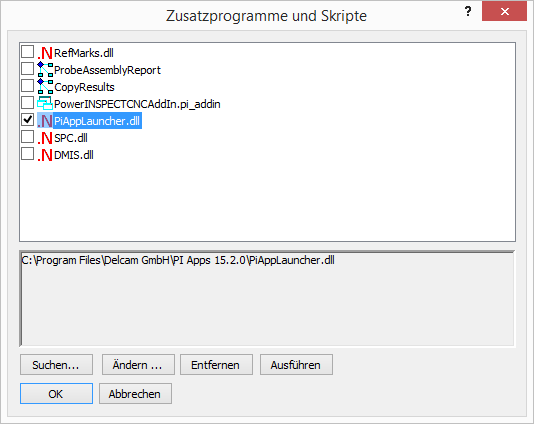 Zusatzprogramme und Skripte
?
.N RefMarks.dll
ProbeAssemblyReport
CopyResults
PowerINSPECTCNCAddIn.pi_addin
.N PiAppLauncher.dll
.N SPC.dll
.N DMIS.dll
C:\Program Files\Delcam GmbH\PI Apps 15.2.0\PiAppLauncher.dll
Suchen... Ändern ... Entfernen Ausführen
OK Abbrechen